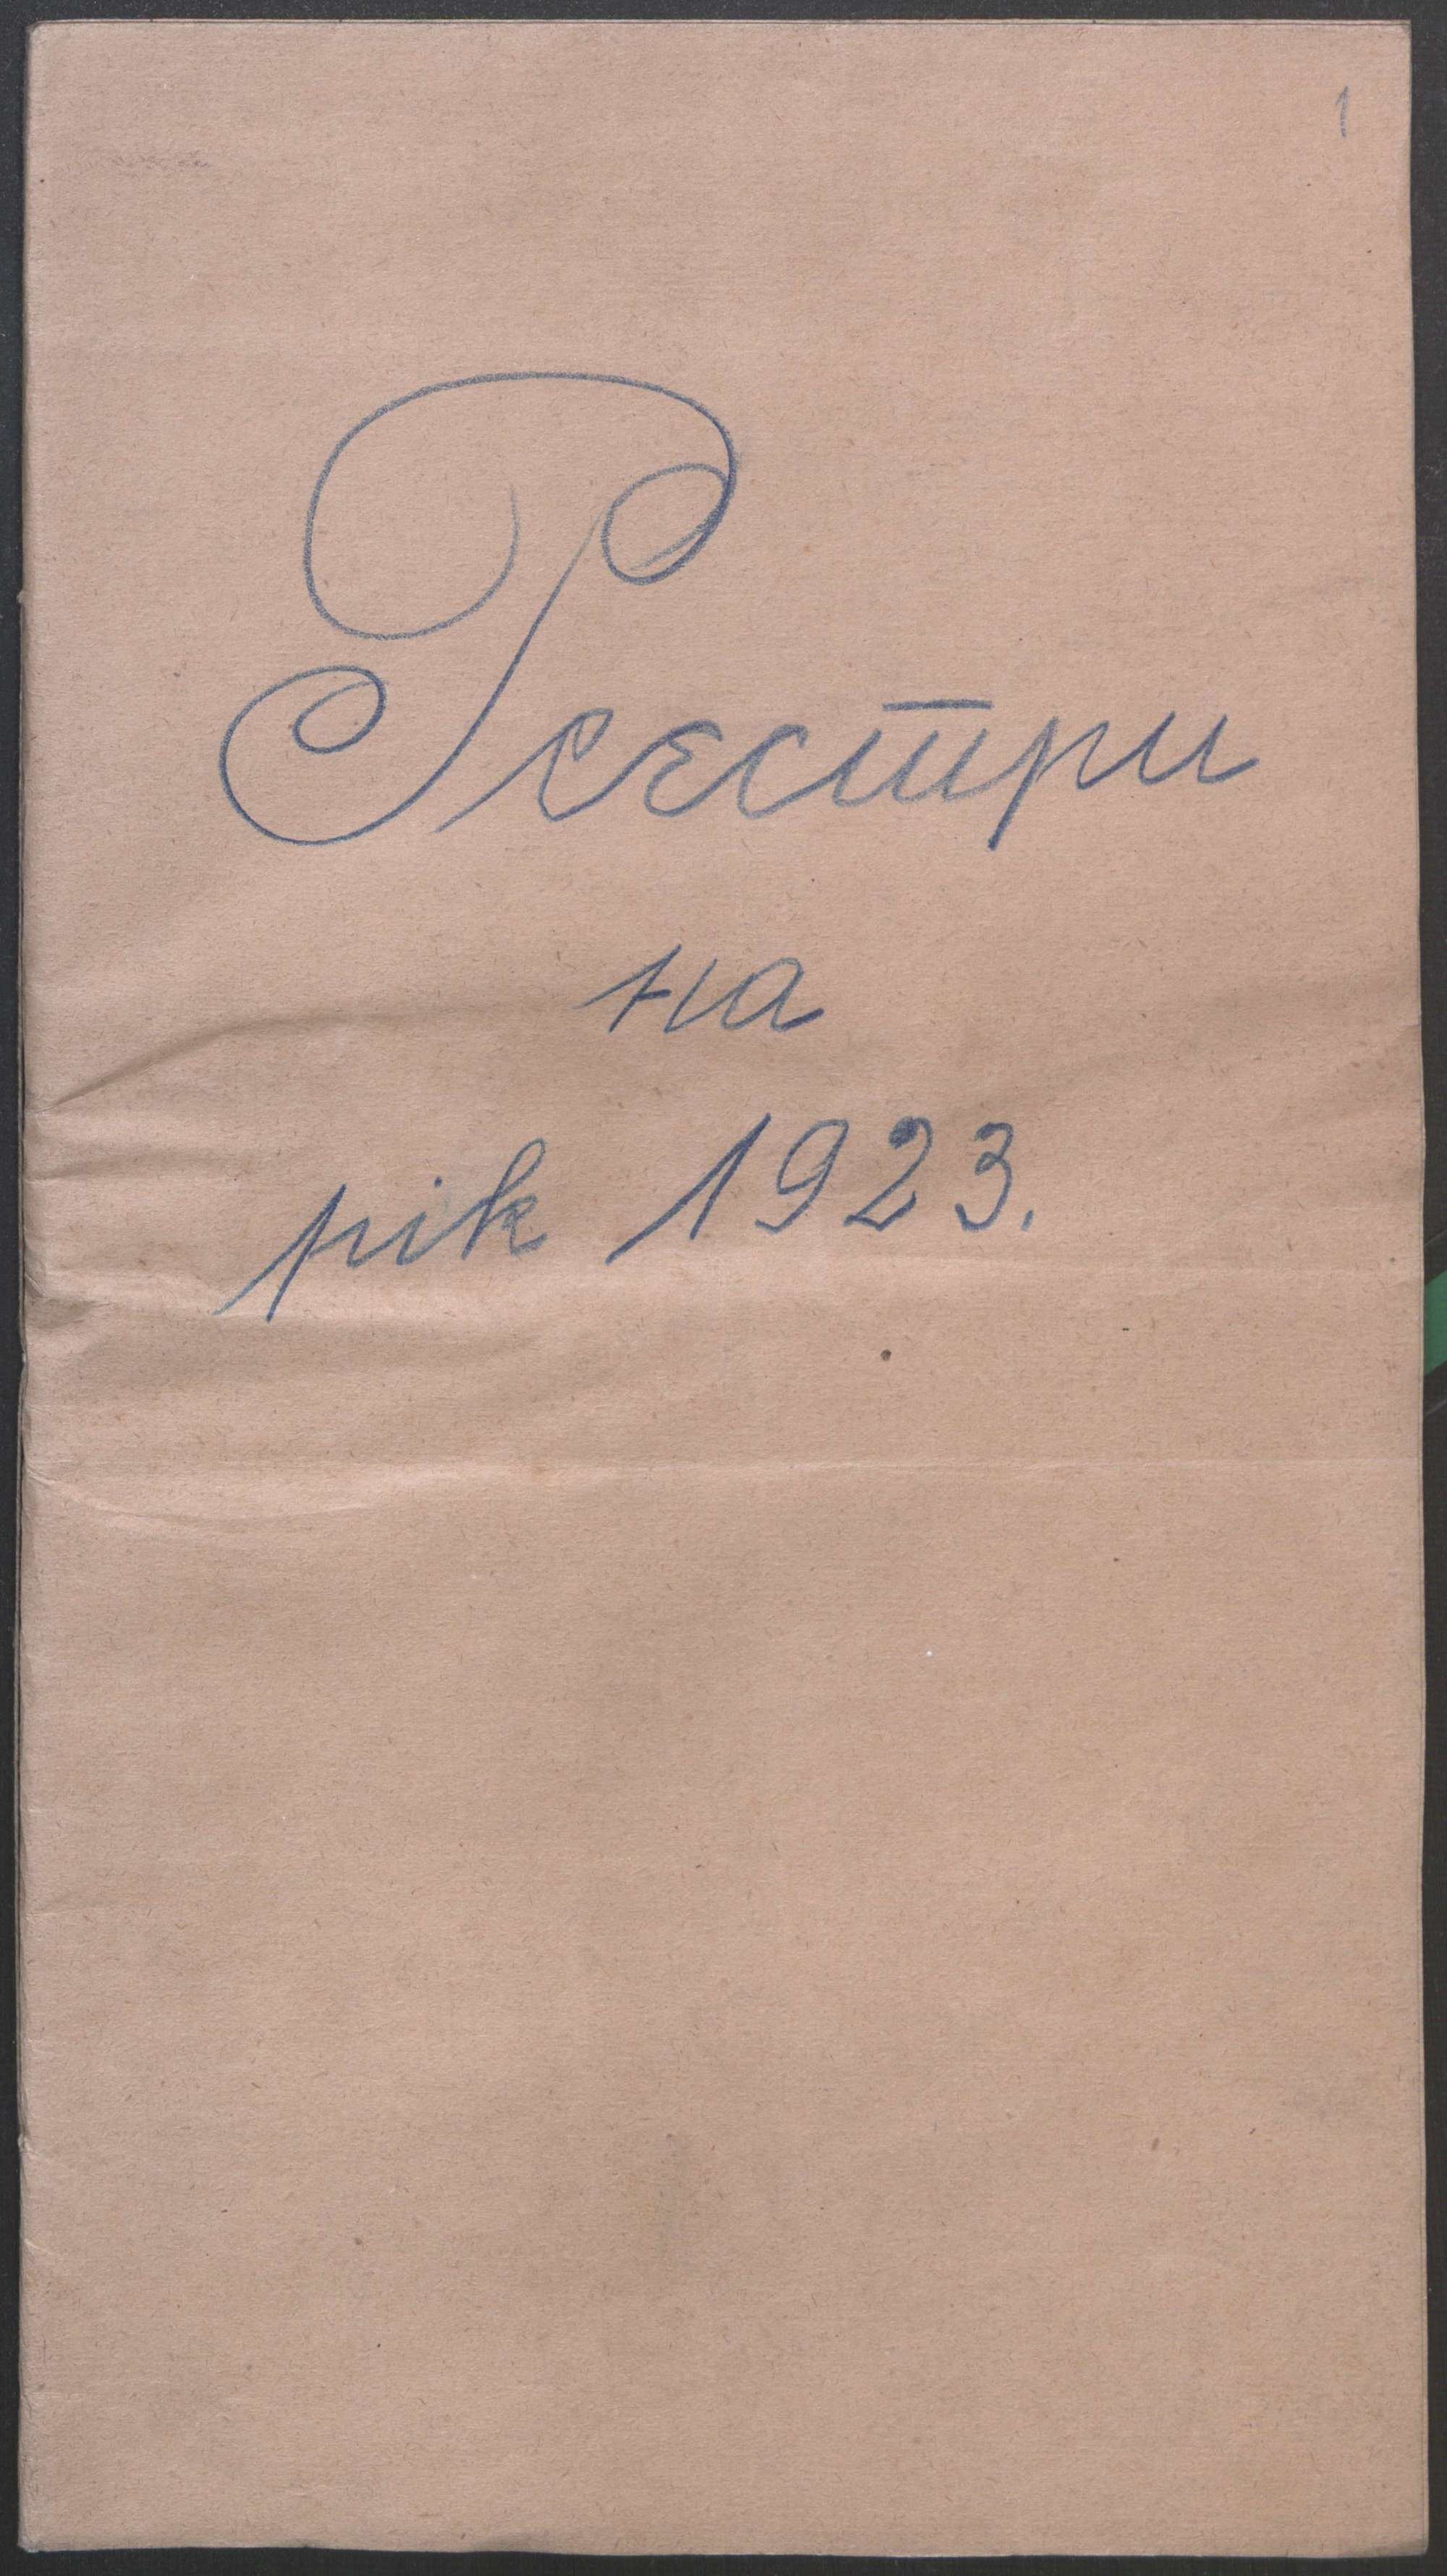 1
Реєстри
на
рік 1923.